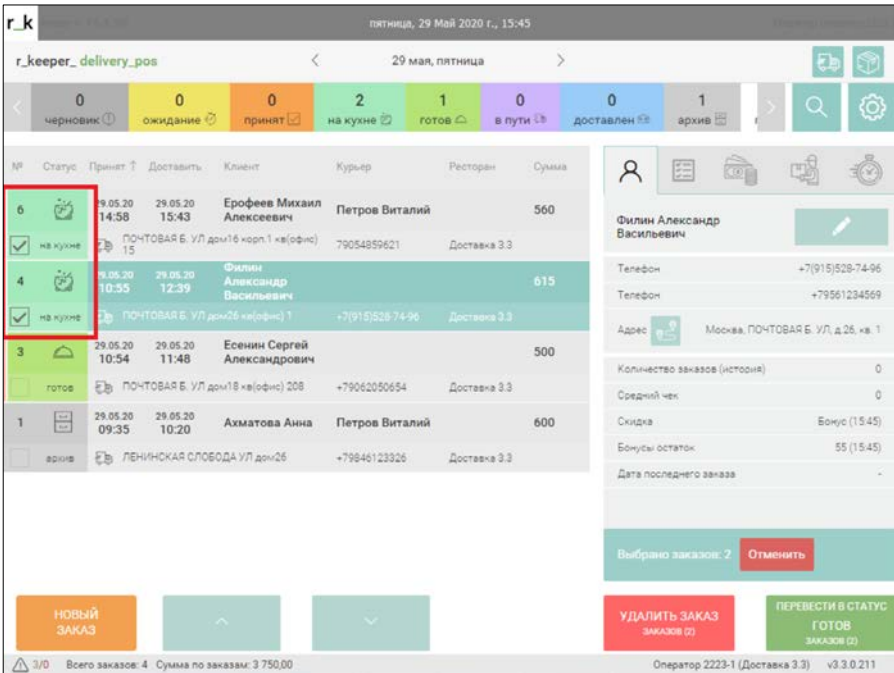 r_k
пятница, 29 Май 2020 г., 15:45
r_keeper_ delivery_pos
< 29 мая, пятница >
0 0 0 2 1 0 0 1
черновик ожидание принят на кухне готов в пути доставлен архив
№ Статус Принят ↑ Доставить Клиент Курьер Ресторан Сумма
6 29.05.20 14:58 29.05.20 15:43 Ерофеев Михаил Алексеевич Петров Виталий 560
на кухне ПОЧТОВАЯ Б. УЛ дом16 корп.1 кв(офис) 15 79054859621 Доставка 3.3
4 29.05.20 10:55 29.05.20 12:39 Филин Александр Васильевич 615
на кухне ПОЧТОВАЯ Б. УЛ дом26 кв(офис) 1 +7(915)528-74-96 Доставка 3.3
3 29.05.20 10:54 29.05.20 11:48 Есенин Сергей Александрович 500
готов ПОЧТОВАЯ Б. УЛ дом18 кв(офис) 208 +79062050654 Доставка 3.3
1 29.05.20 09:35 29.05.20 10:20 Ахматова Анна Петров Виталий 600
архив ЛЕНИНСКАЯ СЛОБОДА УЛ дом26 +79846123326 Доставка 3.3
Филин Александр
Васильевич
Телефон +7(915)528-74-96
Телефон +79561234569
Адрес Москва, ПОЧТОВАЯ Б. УЛ, д.26, кв. 1
Количество заказов (история) 0
Средний чек 0
Скидка Бонус (15:45)
Бонусы остаток 55 (15:45)
Дата последнего заказа -
Выбрано заказов: 2 Отменить
НОВЫЙ
ЗАКАЗ
УДАЛИТЬ ЗАКАЗ
ЗАКАЗОВ (2)
ПЕРЕВЕСТИ В СТАТУС
ГОТОВ
ЗАКАЗОВ (2)
3/0 Всего заказов: 4 Сумма по заказам: 3 750,00 Оператор 2223-1 (Доставка 3.3) v3.3.0.211